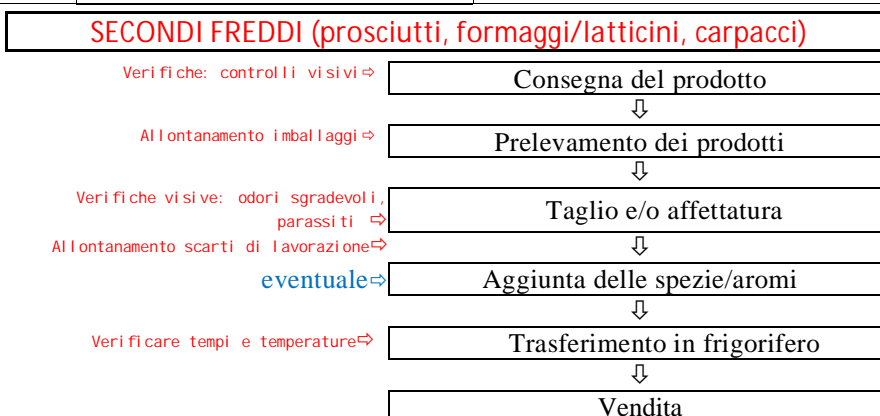 SECONDI FREDDI (prosciutti, formaggi/latticini, carpacci)
Verifiche: controlli visivi⇨
Consegna del prodotto
⇩
Allontanamento imballaggi⇨
Prelevamento dei prodotti
⇩
Verifiche visive: odori sgradevoli,
parassiti ⇨
Taglio e/o affettatura
Allontanamento scarti di lavorazione⇨
⇩
eventuale⇨
Aggiunta delle spezie/aromi
⇩
Verificare tempi e temperature⇨
Trasferimento in frigorifero
⇩
Vendita